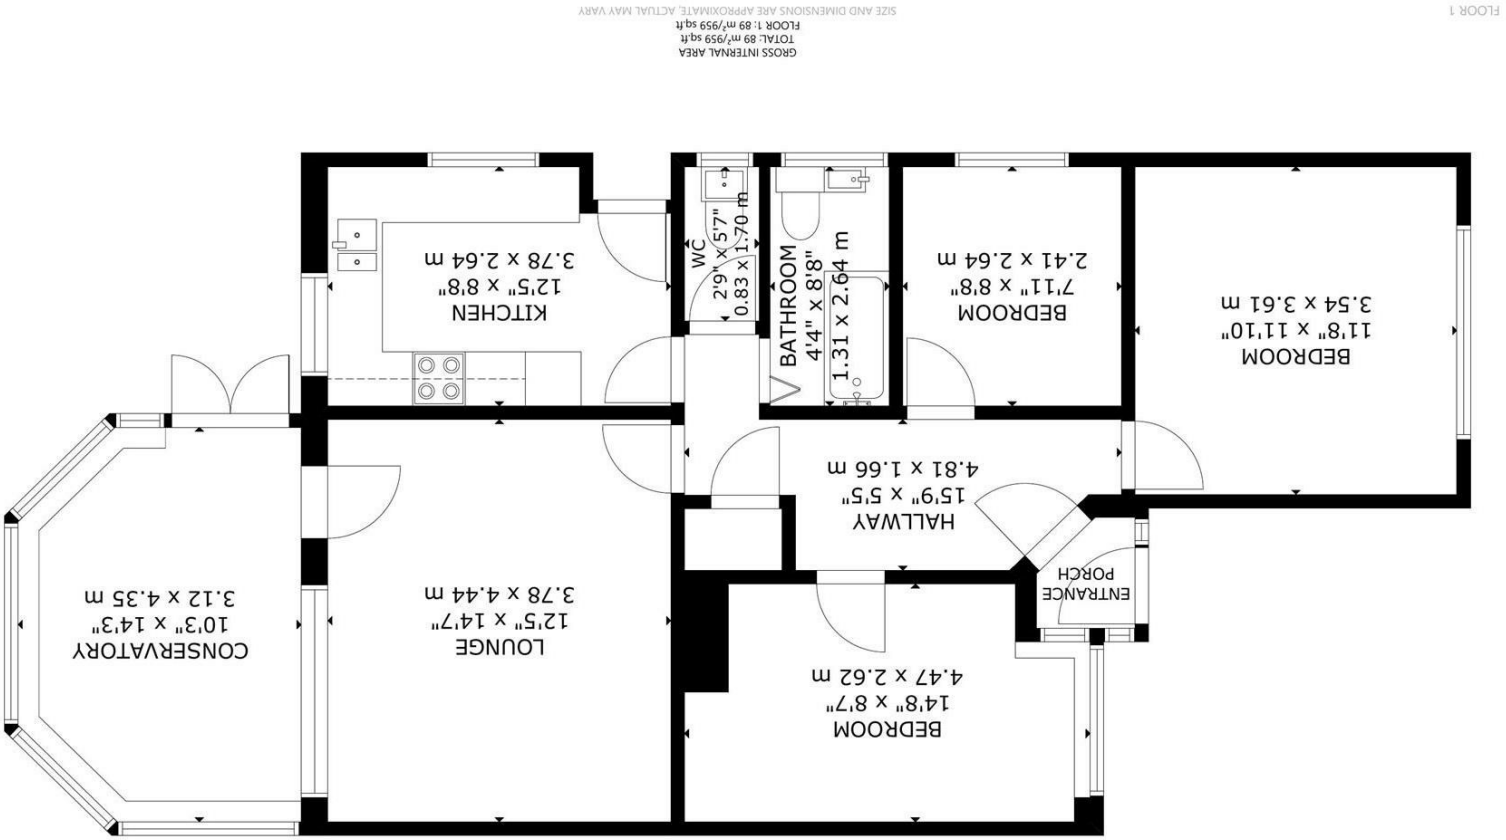 CONSERVATORY
10'3" x 14'3"
3.12 x 4.35 m
LOUNGE
12'5" x 14'7"
3.78 x 4.44 m
BEDROOM
14'8" x 8'7"
4.47 x 2.62 m
ENTRANCE
PORCH
HALLWAY
15'9" x 5'5"
4.81 x 1.66 m
BEDROOM
11'8" x 11'10"
3.54 x 3.61 m
BEDROOM
7'11" x 8'8"
2.41 x 2.64 m
BATHROOM
4'4" x 8'8"
1.31 x 2.64 m
WC
2'9" x 5'7"
0.83 x 1.70 m
KITCHEN
12'5" x 8'8"
3.78 x 2.64 m
GROSS INTERNAL AREA
TOTAL: 89 m²/959 sq.ft
FLOOR 1: 89 m²/959 sq.ft
SIZE AND DIMENSIONS ARE APPROXIMATE, ACTUAL MAY VARY
FLOOR 1